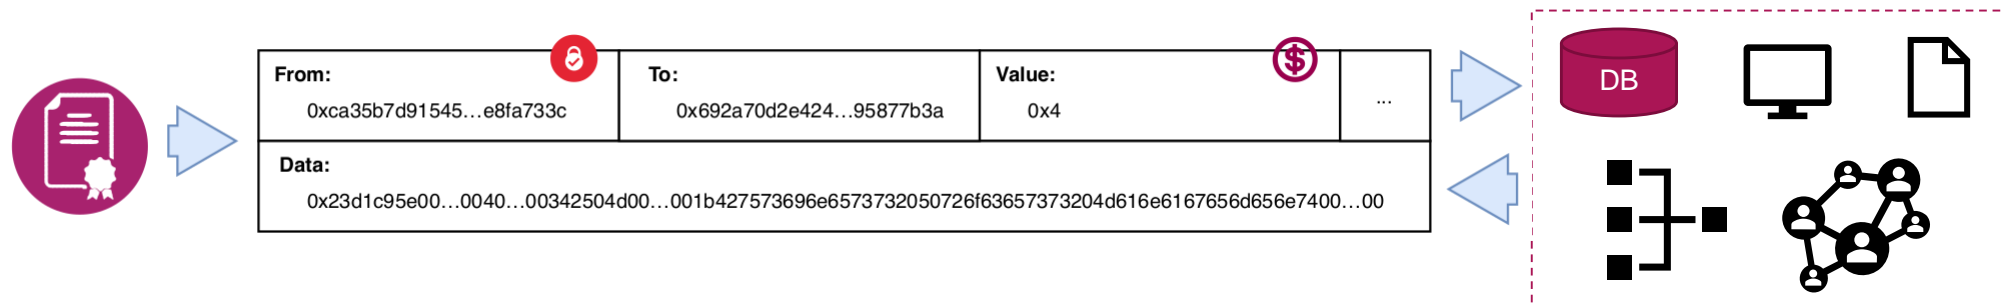 From:
0xca35b7d91545...e8fa733c
To:
0x692a70d2e424...95877b3a
Value:
0x4
...
Data:
0x23d1c95e00...0040...00342504d00...001b427573696e6573732050726f63657373204d616e6167656d656e7400...00
DB
$